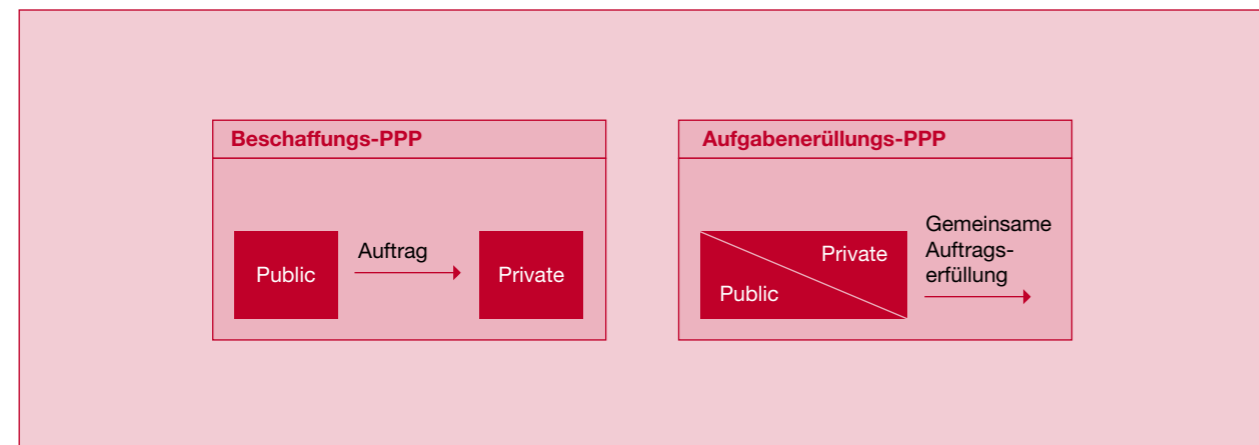 Beschaffungs-PPP
Public
Auftrag
Private
Aufgabenerüllungs-PPP
Private
Public
Gemeinsame
Auftrags-
erfüllung